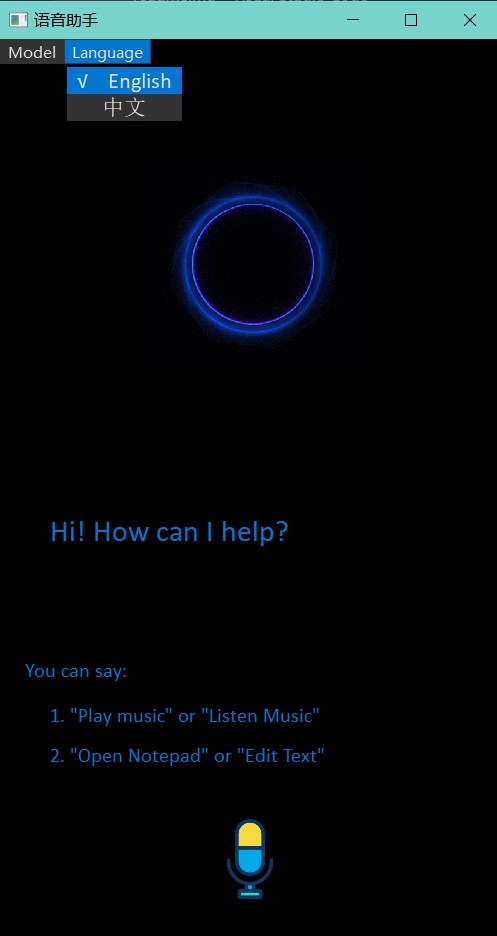 语音助手
Model Language
√ English
中文
Hi! How can I help?
You can say:
1. "Play music" or "Listen Music"
2. "Open Notepad" or "Edit Text"